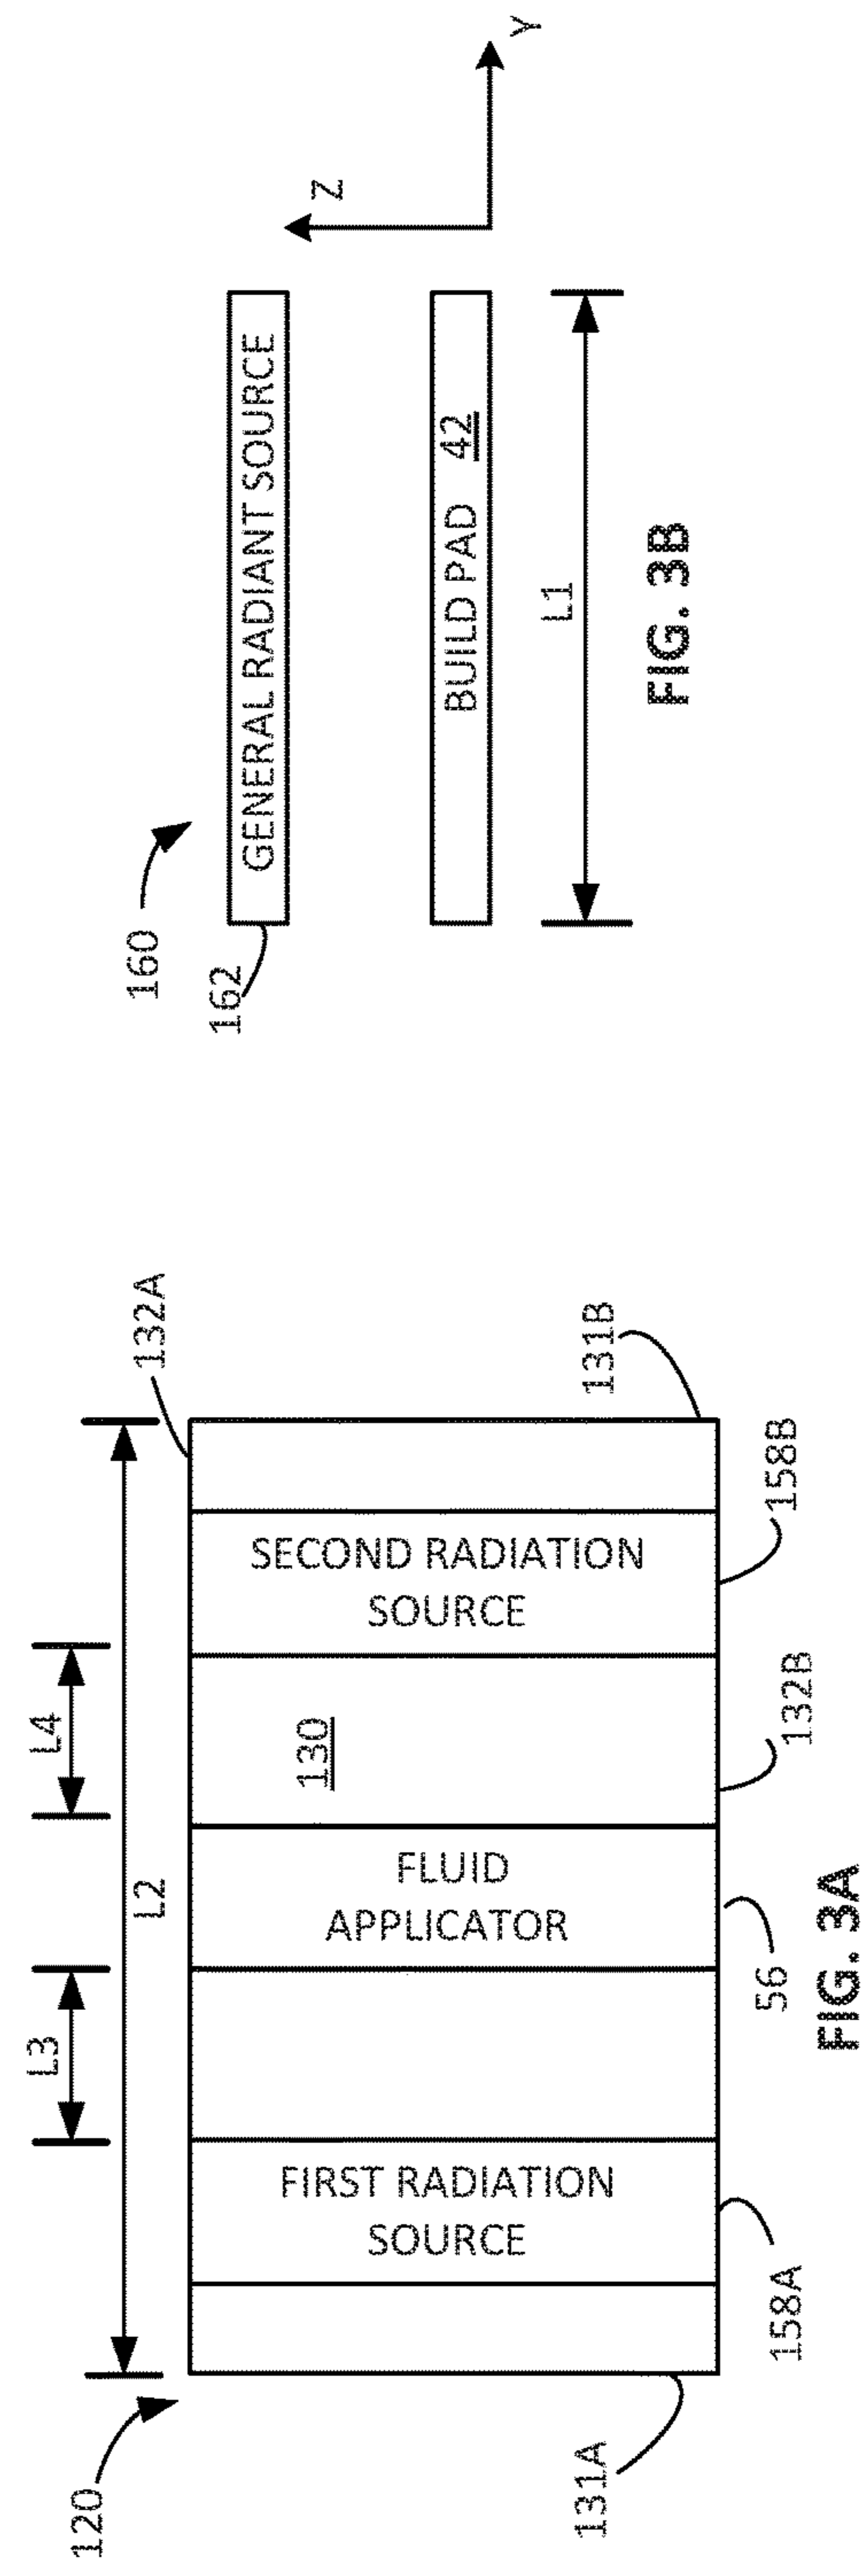 120
L2
L3
L4
132A
FIRST RADIATION
SOURCE
FLUID
APPLICATOR
130
SECOND RADIATION
SOURCE
131A
158A
56
132B
158B
131B
FIG. 3A
160
162
GENERAL RADIANT SOURCE
BUILD PAD 42
L1
Z
Y
FIG. 3B